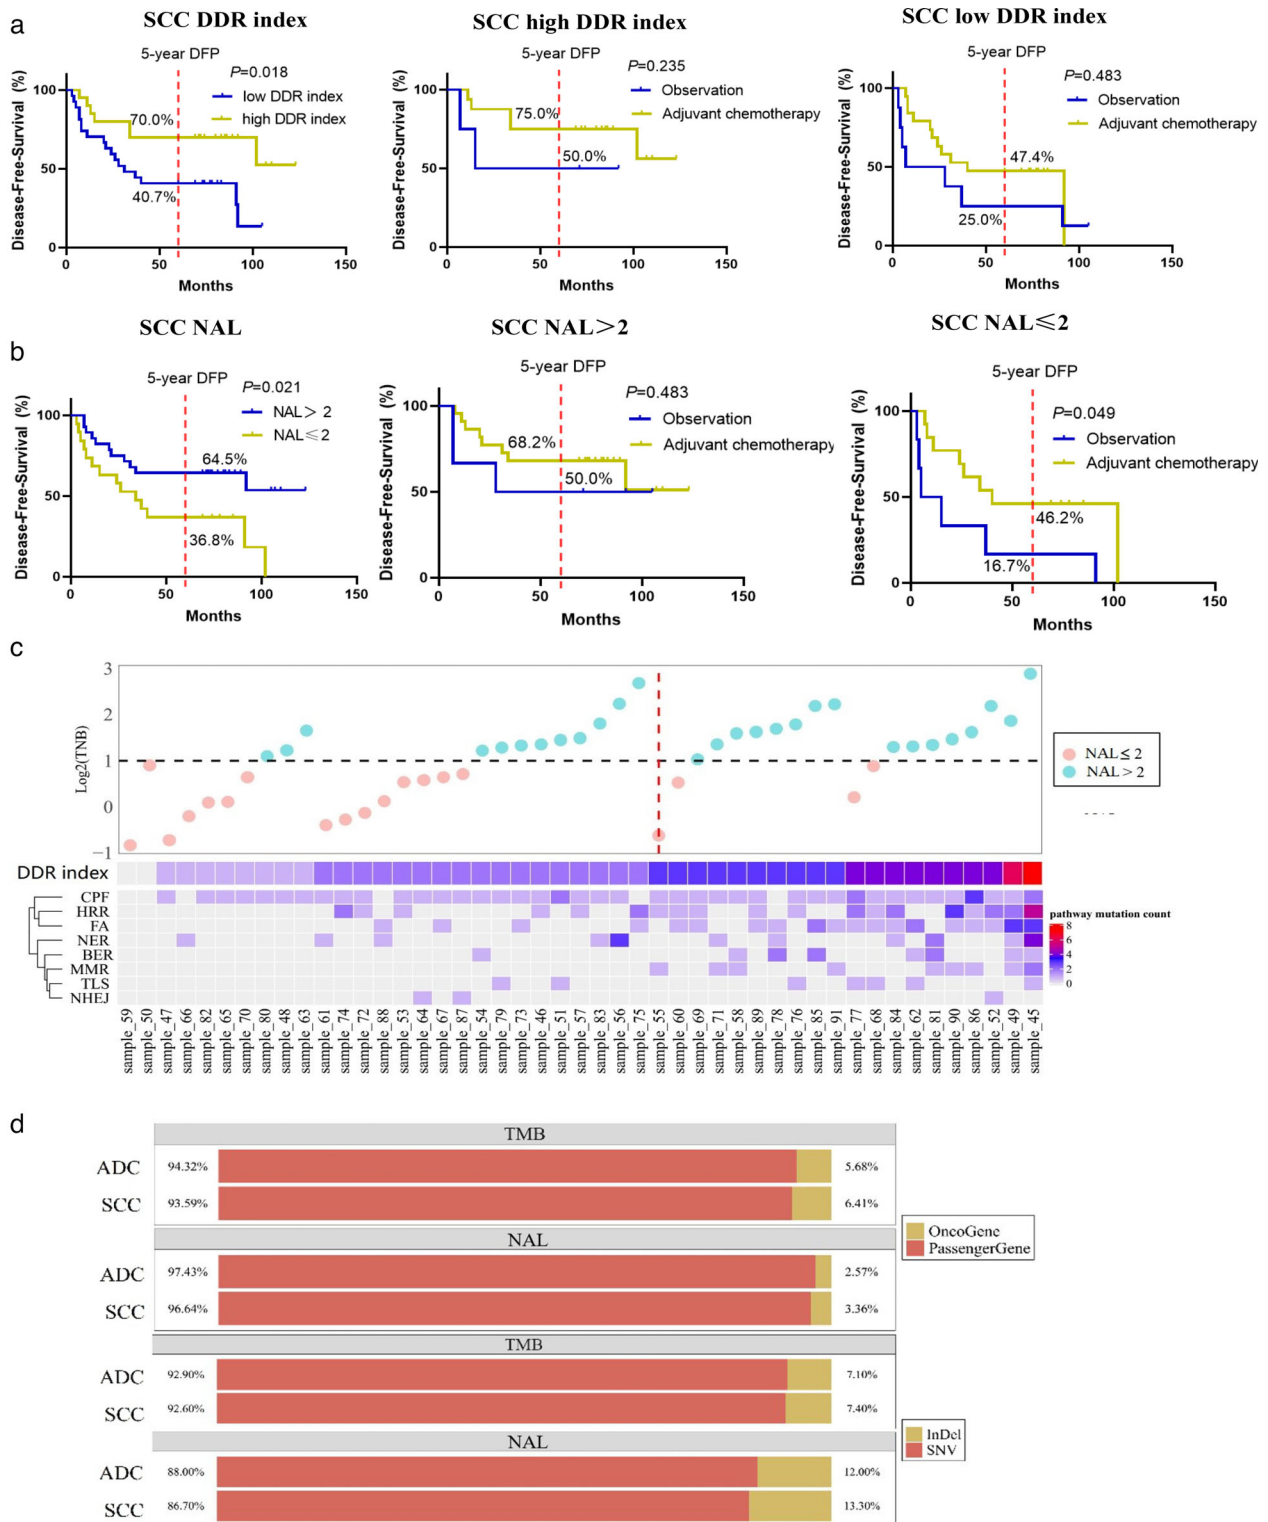 a
SCC DDR index
5-year DFP
P=0.018
low DDR index
high DDR index
Disease-Free-Survival (%)
100
50
0
70.0%
40.7%
0 50 100 150
Months
SCC high DDR index
5-year DFP
P=0.235
Observation
Adjuvant chemotherapy
Disease-Free-Survival (%)
100
50
0
75.0%
50.0%
0 50 100 150
Months
SCC low DDR index
5-year DFP
P=0.483
Observation
Adjuvant chemotherapy
Disease-Free-Survival (%)
100
50
0
47.4%
25.0%
0 50 100 150
Months
b
SCC NAL
5-year DFP
P=0.021
NAL＞2
NAL≤2
Disease-Free-Survival (%)
100
50
0
64.5%
36.8%
0 50 100 150
Months
SCC NAL＞2
5-year DFP
P=0.483
Observation
Adjuvant chemotherapy
Disease-Free-Survival (%)
100
50
0
68.2%
50.0%
0 50 100 150
Months
SCC NAL≤2
5-year DFP
P=0.049
Observation
Adjuvant chemotherapy
Disease-Free-Survival (%)
100
50
0
46.2%
16.7%
0 50 100 150
Months
c
Log2(TNB)
3
2
1
0
−1
NAL≤2
NAL>2
DDR index
CPF
HRR
FA
NER
BER
MMR
TLS
NHEJ
pathway mutation count
8
6
4
2
0
sample_59
sample_50
sample_47
sample_66
sample_82
sample_65
sample_70
sample_80
sample_48
sample_63
sample_61
sample_74
sample_72
sample_88
sample_53
sample_64
sample_67
sample_87
sample_54
sample_79
sample_73
sample_46
sample_51
sample_57
sample_83
sample_56
sample_75
sample_55
sample_60
sample_69
sample_71
sample_58
sample_89
sample_78
sample_76
sample_85
sample_91
sample_77
sample_68
sample_84
sample_62
sample_81
sample_90
sample_86
sample_52
sample_49
sample_45
d
TMB
ADC 94.32% 5.68%
SCC 93.59% 6.41%
NAL
ADC 97.43% 2.57%
SCC 96.64% 3.36%
OncoGene
PassengerGene
TMB
ADC 92.90% 7.10%
SCC 92.60% 7.40%
NAL
ADC 88.00% 12.00%
SCC 86.70% 13.30%
InDel
SNV